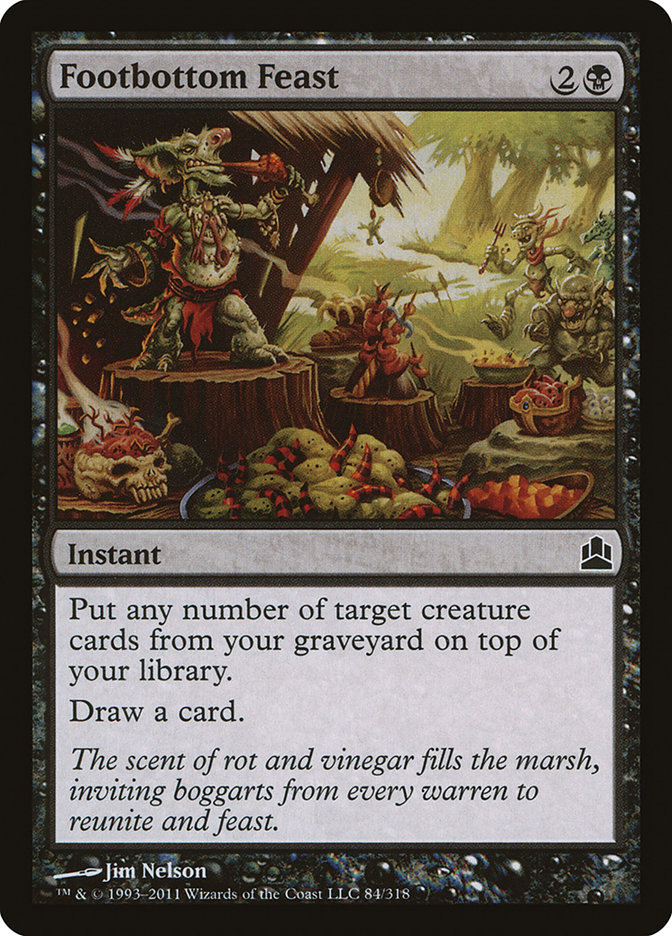 Footbottom Feast 2
Instant
Put any number of target creature
cards from your graveyard on top of
your library.
Draw a card.
The scent of rot and vinegar fills the marsh,
inviting boggarts from every warren to
reunite and feast.
Jim Nelson
™ & © 1993–2011 Wizards of the Coast LLC 84/318